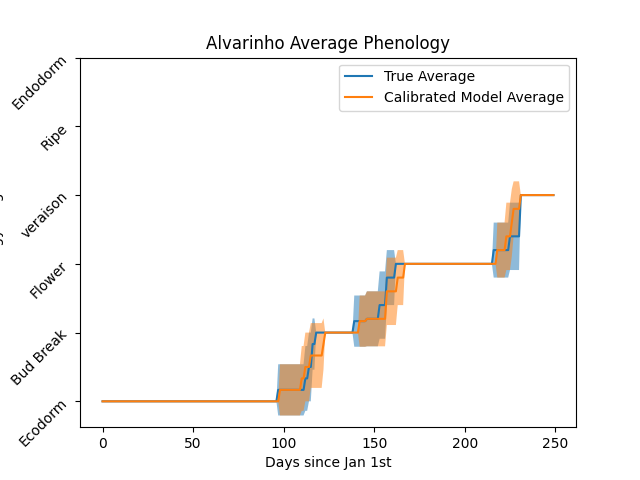 Alvarinho Average Phenology
True Average
Calibrated Model Average
Endodorm
Ripe
veraison
Flower
Bud Break
Ecodorm
0 50 100 150 200 250
Days since Jan 1st